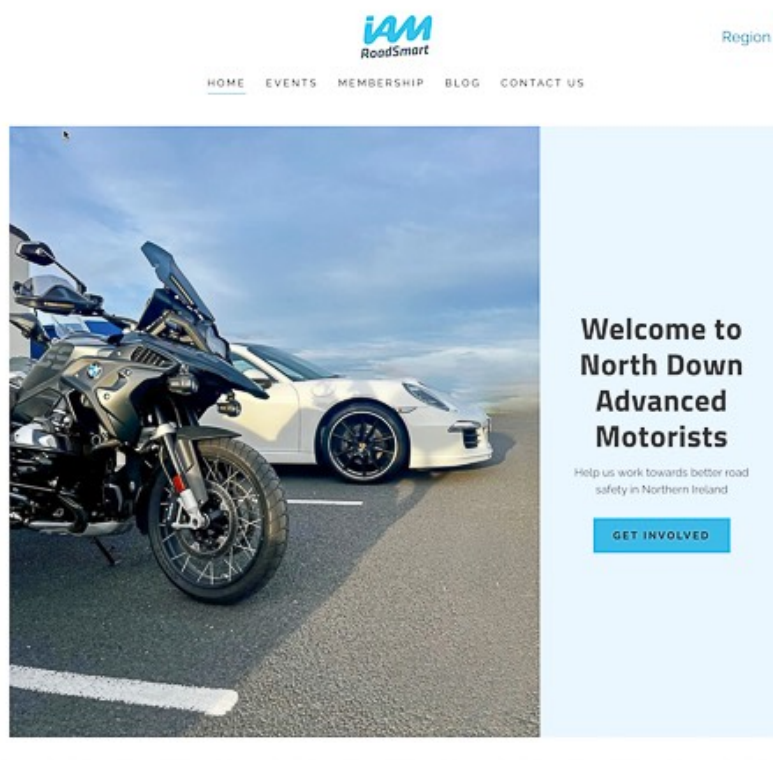 iAM
RoadSmart
Region
HOME EVENTS MEMBERSHIP BLOG CONTACT US
Welcome to
North Down
Advanced
Motorists
Help us work towards better road
safety in Northern Ireland
GET INVOLVED